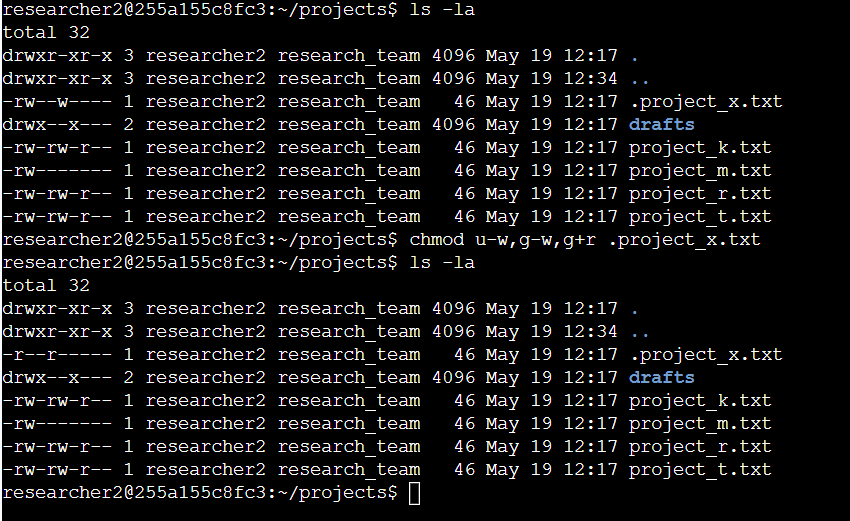 researcher2@255a155c8fc3:~/projects$ ls -la
total 32
drwxr-xr-x 3 researcher2 research_team 4096 May 19 12:17 .
drwxr-xr-x 3 researcher2 research_team 4096 May 19 12:34 ..
-rw--w---- 1 researcher2 research_team   46 May 19 12:17 .project_x.txt
drwx--x--- 2 researcher2 research_team 4096 May 19 12:17 drafts
-rw-rw-r-- 1 researcher2 research_team   46 May 19 12:17 project_k.txt
-rw------- 1 researcher2 research_team   46 May 19 12:17 project_m.txt
-rw-rw-r-- 1 researcher2 research_team   46 May 19 12:17 project_r.txt
-rw-rw-r-- 1 researcher2 research_team   46 May 19 12:17 project_t.txt
researcher2@255a155c8fc3:~/projects$ chmod u-w,g-w,g+r .project_x.txt
researcher2@255a155c8fc3:~/projects$ ls -la
total 32
drwxr-xr-x 3 researcher2 research_team 4096 May 19 12:17 .
drwxr-xr-x 3 researcher2 research_team 4096 May 19 12:34 ..
-r--r----- 1 researcher2 research_team   46 May 19 12:17 .project_x.txt
drwx--x--- 2 researcher2 research_team 4096 May 19 12:17 drafts
-rw-rw-r-- 1 researcher2 research_team   46 May 19 12:17 project_k.txt
-rw------- 1 researcher2 research_team   46 May 19 12:17 project_m.txt
-rw-rw-r-- 1 researcher2 research_team   46 May 19 12:17 project_r.txt
-rw-rw-r-- 1 researcher2 research_team   46 May 19 12:17 project_t.txt
researcher2@255a155c8fc3:~/projects$